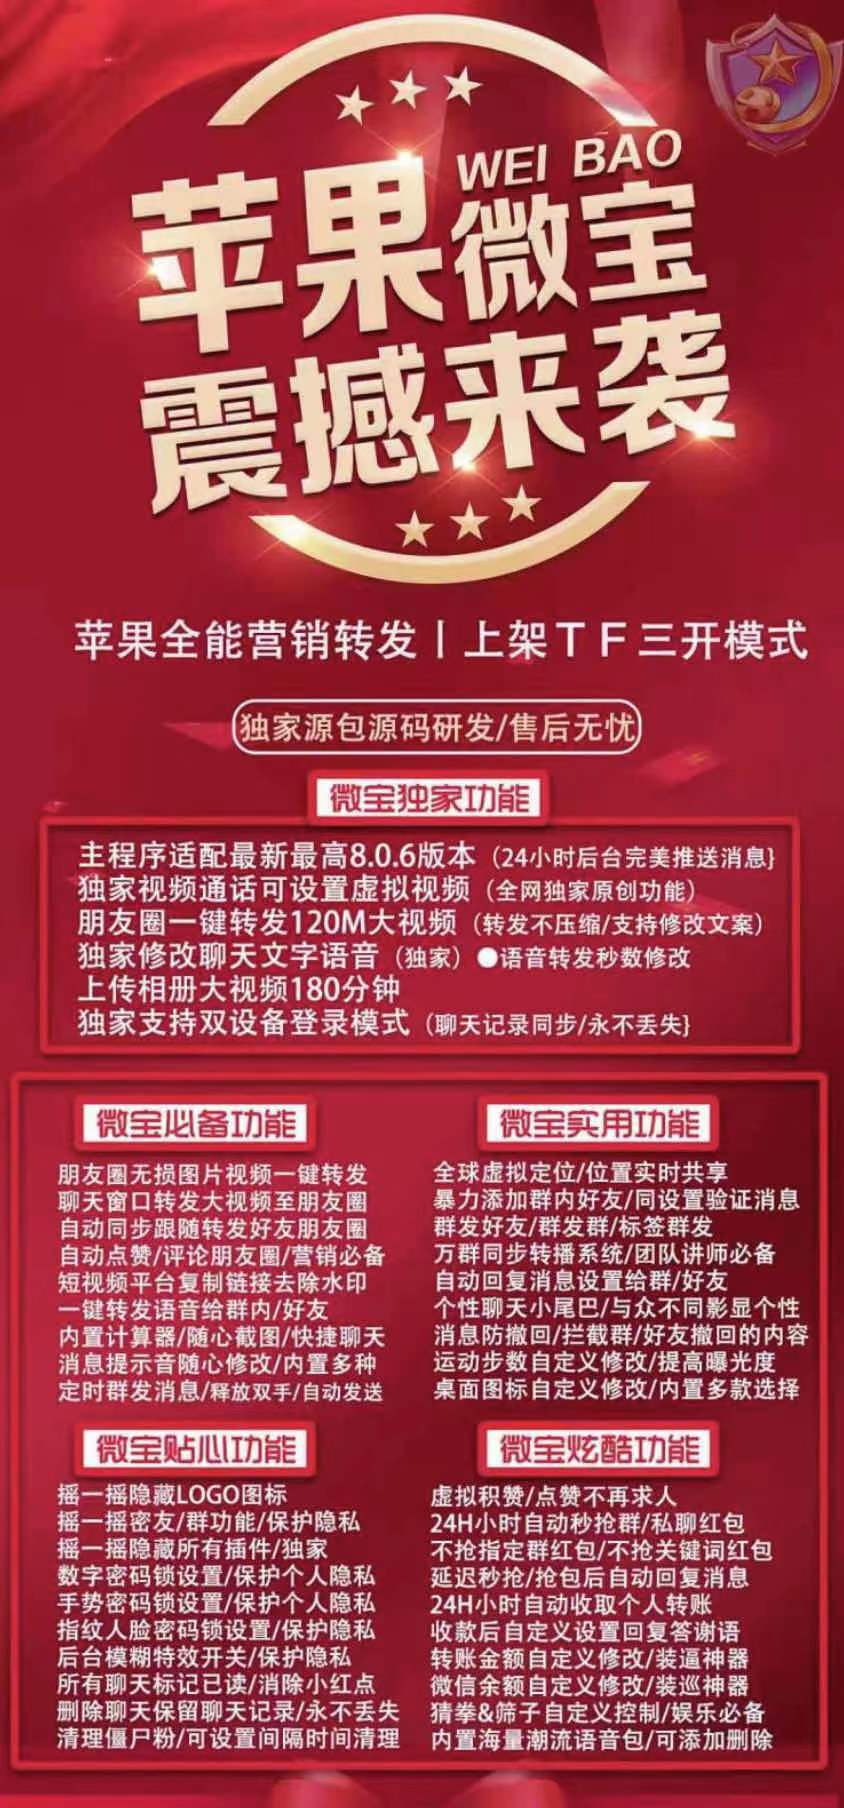 WEI BAO
苹果微宝
震撼来袭
苹果全能营销转发丨上架TF三开模式
独家源包源码研发/售后无忧
微宝独家功能
主程序适配最新最高8.0.6版本（24小时后台完美推送消息}
独家视频通话可设置虚拟视频（全网独家原创功能）
朋友圈一键转发120M大视频（转发不压缩/支持修改文案）
独家修改聊天文字语音（独家）●语音转发秒数修改
上传相册大视频180分钟
独家支持双设备登录模式（聊天记录同步/永不丢失}
微宝必备功能
朋友圈无损图片视频一键转发
聊天窗口转发大视频至朋友圈
自动同步跟随转发好友朋友圈
自动点赞/评论朋友圈/营销必备
短视频平台复制链接去除水印
一键转发语音给群内/好友
内置计算器/随心截图/快捷聊天
消息提示音随心修改/内置多种
定时群发消息/释放双手/自动发送
微宝实用功能
全球虚拟定位/位置实时共享
暴力添加群内好友/同设置验证消息
群发好友/群发群/标签群发
万群同步转播系统/团队讲师必备
自动回复消息设置给群/好友
个性聊天小尾巴/与众不同影显个性
消息防撤回/拦截群/好友撤回的内容
运动步数自定义修改/提高曝光度
桌面图标自定义修改/内置多款选择
微宝贴心功能
摇一摇隐藏LOGO图标
摇一摇密友/群功能/保护隐私
摇一摇隐藏所有插件/独家
数字密码锁设置/保护个人隐私
手势密码锁设置/保护个人隐私
指纹人脸密码锁设置/保护隐私
后台模糊特效开关/保护隐私
所有聊天标记已读/消除小红点
删除聊天保留聊天记录/永不丢失
清理僵尸粉/可设置间隔时间清理
微宝炫酷功能
虚拟积赞/点赞不再求人
24H小时自动秒抢群/私聊红包
不抢指定群红包/不抢关键词红包
延迟秒抢/抢包后自动回复消息
24H小时自动收取个人转账
收款后自定义设置回复答谢语
转账金额自定义修改/装逼神器
微信余额自定义修改/装巡神器
猜拳&筛子自定义控制/娱乐必备
内置海量潮流语音包/可添加删除